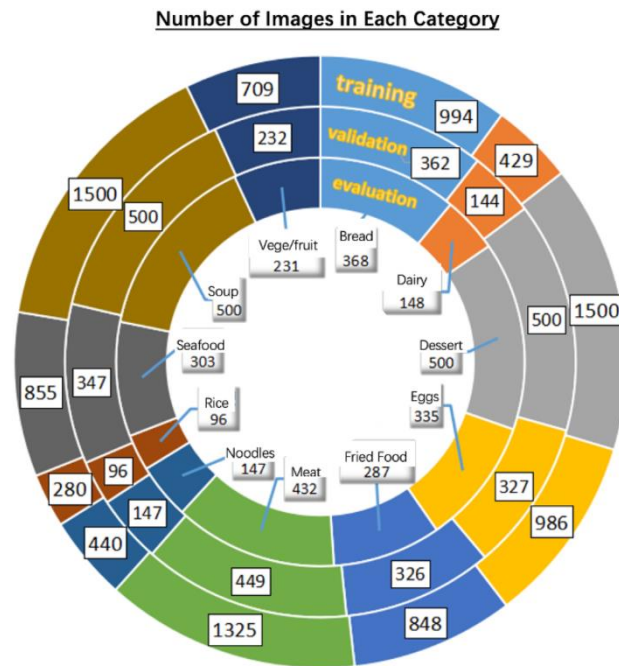 Number of Images in Each Category
training
994
validation
362
evaluation
Bread
368
429
144
Dairy
148
1500
500
Dessert
500
986
327
Eggs
335
848
326
Fried Food
287
1325
449
Meat
432
440
147
Noodles
147
280
96
Rice
96
855
347
Seafood
303
1500
500
Soup
500
709
232
Vege/fruit
231